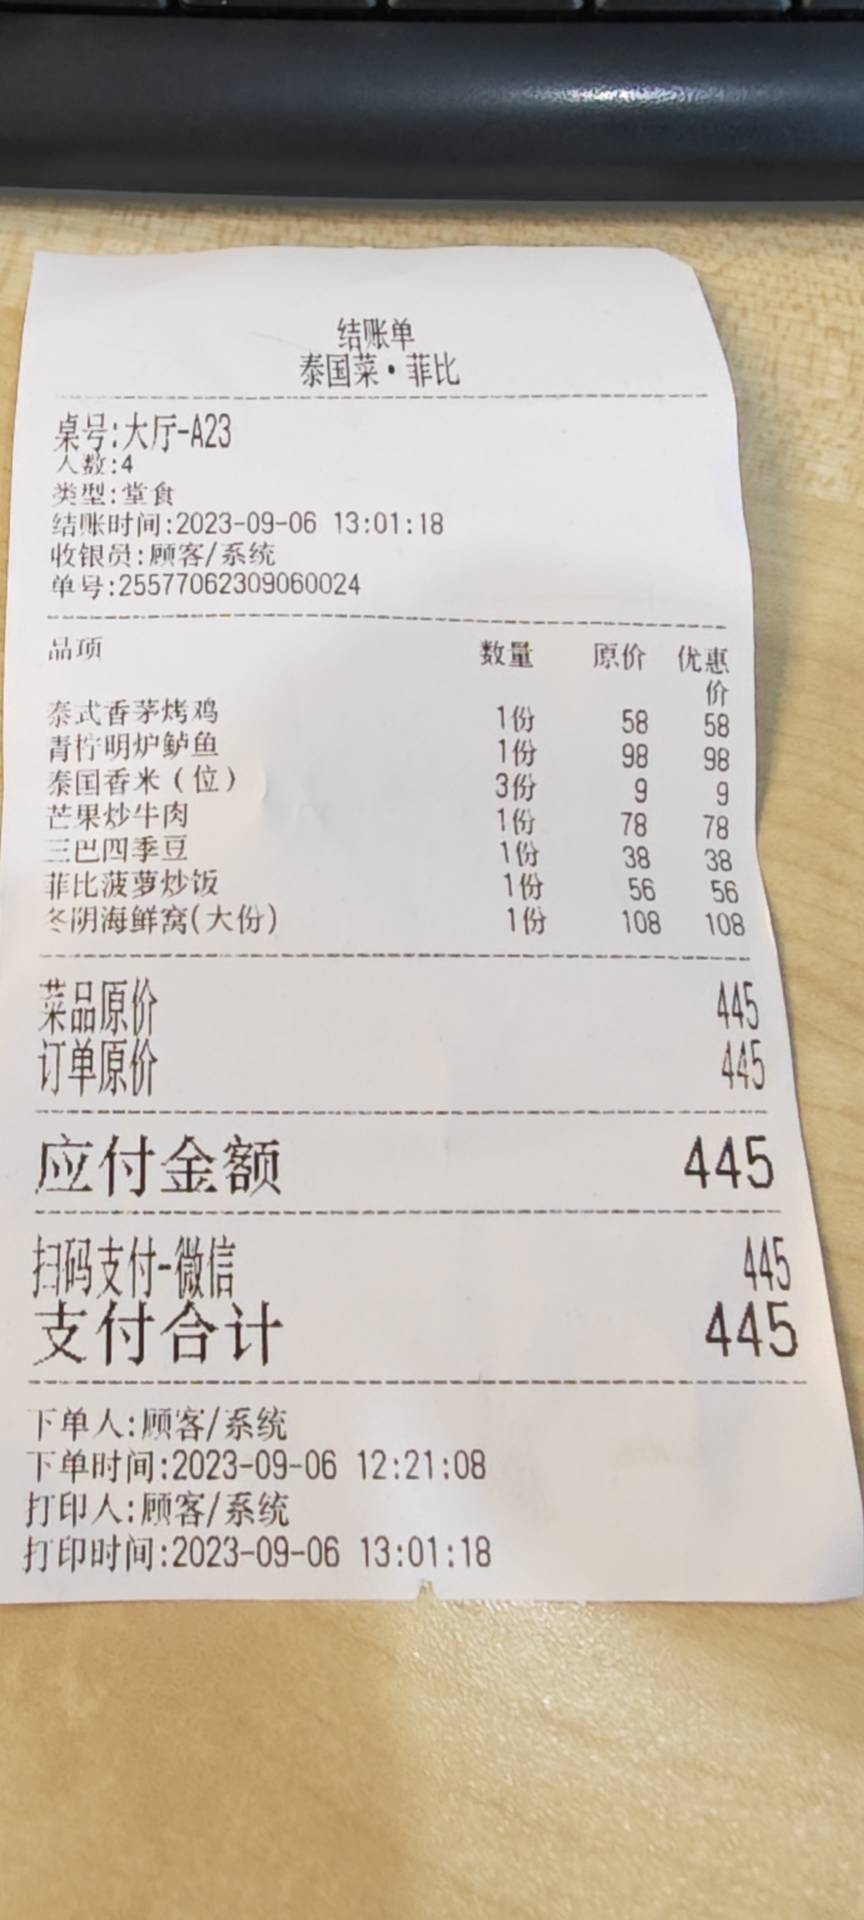 结账单
泰国菜·菲比
桌号:大厅-A23
人数:4
类型:堂食
结账时间:2023-09-06 13:01:18
收银员:顾客/系统
单号:255770623090​60024
品项 数量 原价 优惠价
泰式香茅烤鸡 1份 58 58
青柠明炉鲈鱼 1份 98 98
泰国香米（位） 3份 9 9
芒果炒牛肉 1份 78 78
三巴四季豆 1份 38 38
菲比菠萝炒饭 1份 56 56
冬阴海鲜窝(大份) 1份 108 108
菜品原价 445
订单原价 445
应付金额 445
扫码支付-微信 445
支付合计 445
下单人:顾客/系统
下单时间:2023-09-06 12:21:08
打印人:顾客/系统
打印时间:2023-09-06 13:01:18